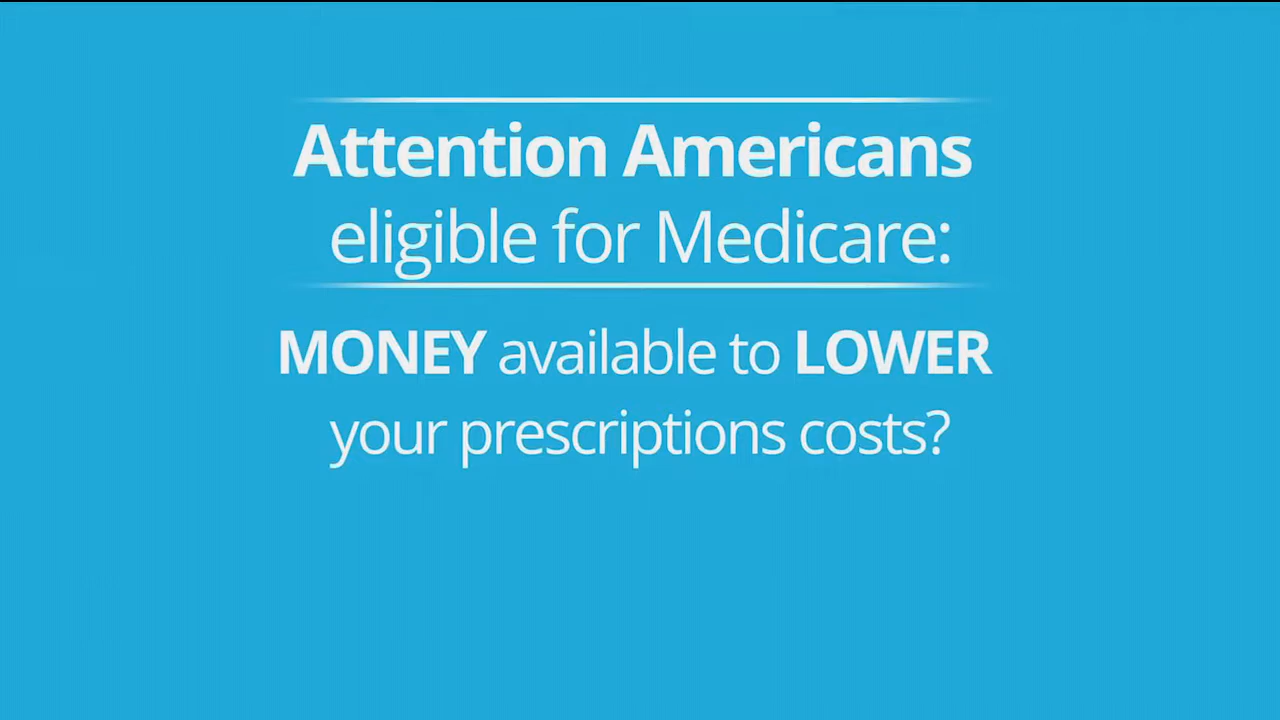 Attention Americans
eligible for Medicare:
MONEY available to LOWER
your prescriptions costs?